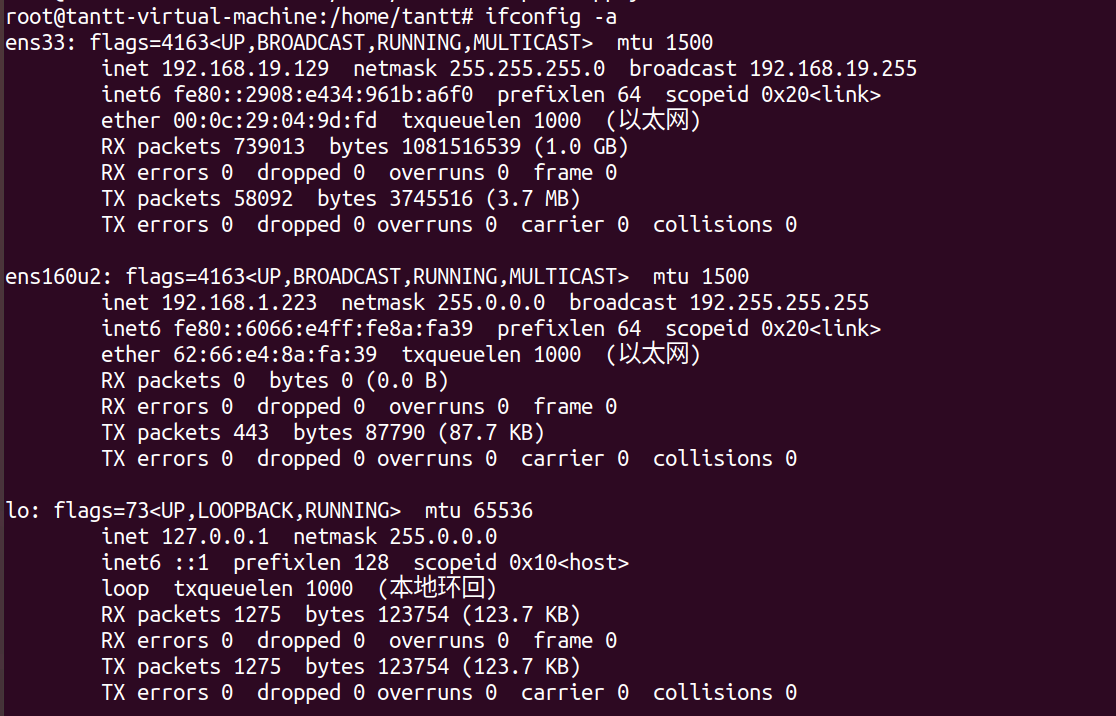 root@tantt-virtual-machine:/home/tantt# ifconfig -a
ens33: flags=4163<UP,BROADCAST,RUNNING,MULTICAST>  mtu 1500
        inet 192.168.19.129  netmask 255.255.255.0  broadcast 192.168.19.255
        inet6 fe80::2908:e434:961b:a6f0  prefixlen 64  scopeid 0x20<link>
        ether 00:0c:29:04:9d:fd  txqueuelen 1000  (以太网)
        RX packets 739013  bytes 1081516539 (1.0 GB)
        RX errors 0  dropped 0  overruns 0  frame 0
        TX packets 58092  bytes 3745516 (3.7 MB)
        TX errors 0  dropped 0 overruns 0  carrier 0  collisions 0

ens160u2: flags=4163<UP,BROADCAST,RUNNING,MULTICAST>  mtu 1500
        inet 192.168.1.223  netmask 255.0.0.0  broadcast 192.255.255.255
        inet6 fe80::6066:e4ff:fe8a:fa39  prefixlen 64  scopeid 0x20<link>
        ether 62:66:e4:8a:fa:39  txqueuelen 1000  (以太网)
        RX packets 0  bytes 0 (0.0 B)
        RX errors 0  dropped 0  overruns 0  frame 0
        TX packets 443  bytes 87790 (87.7 KB)
        TX errors 0  dropped 0 overruns 0  carrier 0  collisions 0

lo: flags=73<UP,LOOPBACK,RUNNING>  mtu 65536
        inet 127.0.0.1  netmask 255.0.0.0
        inet6 ::1  prefixlen 128  scopeid 0x10<host>
        loop  txqueuelen 1000  (本地环回)
        RX packets 1275  bytes 123754 (123.7 KB)
        RX errors 0  dropped 0  overruns 0  frame 0
        TX packets 1275  bytes 123754 (123.7 KB)
        TX errors 0  dropped 0 overruns 0  carrier 0  collisions 0